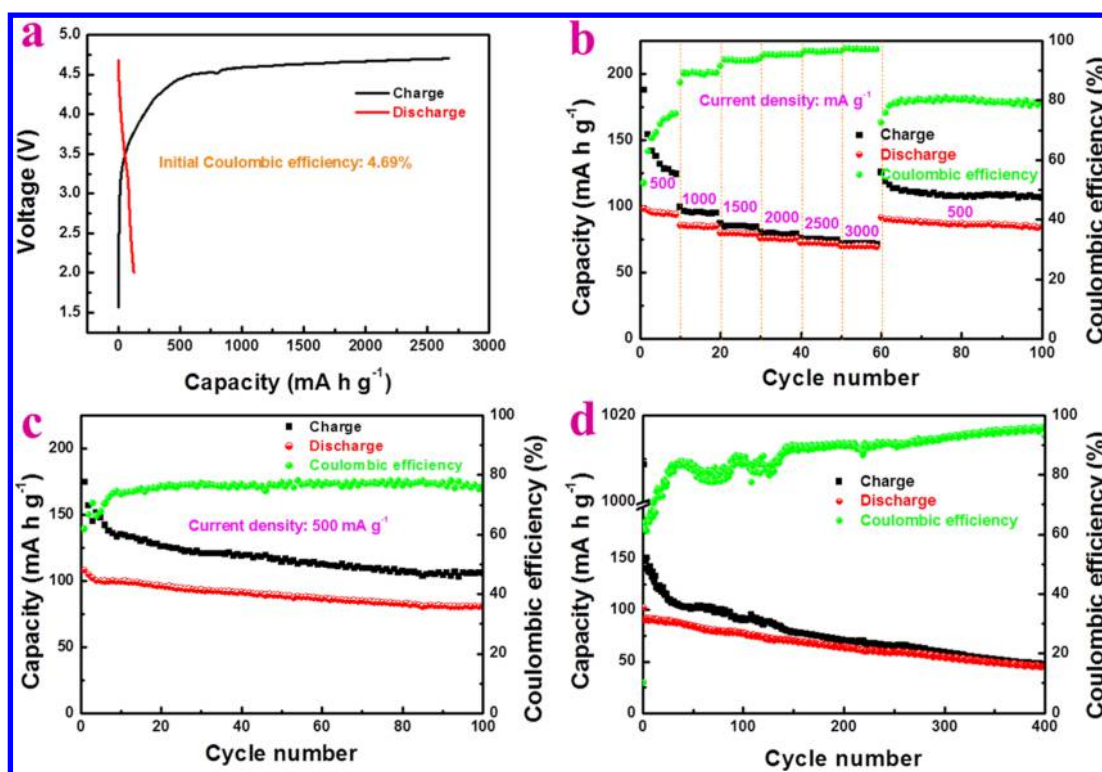 a
5.0
4.5
4.0
3.5
3.0
2.5
2.0
1.5
Voltage (V)
Charge
Discharge
Initial Coulombic efficiency: 4.69%
0
500
1000
1500
2000
2500
3000
Capacity (mA h g⁻¹)
b
200
150
100
50
0
Capacity (mA h g⁻¹)
Current density: mA g⁻¹
Charge
Discharge
Coulombic efficiency
500
1000
1500
2000
2500
3000
500
100
80
60
40
20
0
Coulombic efficiency (%)
0
20
40
60
80
100
Cycle number
c
200
150
100
50
0
Capacity (mA h g⁻¹)
Charge
Discharge
Coulombic efficiency
Current density: 500 mA g⁻¹
100
80
60
40
20
0
Coulombic efficiency (%)
0
20
40
60
80
100
Cycle number
d
1020
1000
150
100
50
0
Capacity (mA h g⁻¹)
Charge
Discharge
Coulombic efficiency
100
80
60
40
20
0
Coulombic efficiency (%)
0
100
200
300
400
Cycle number